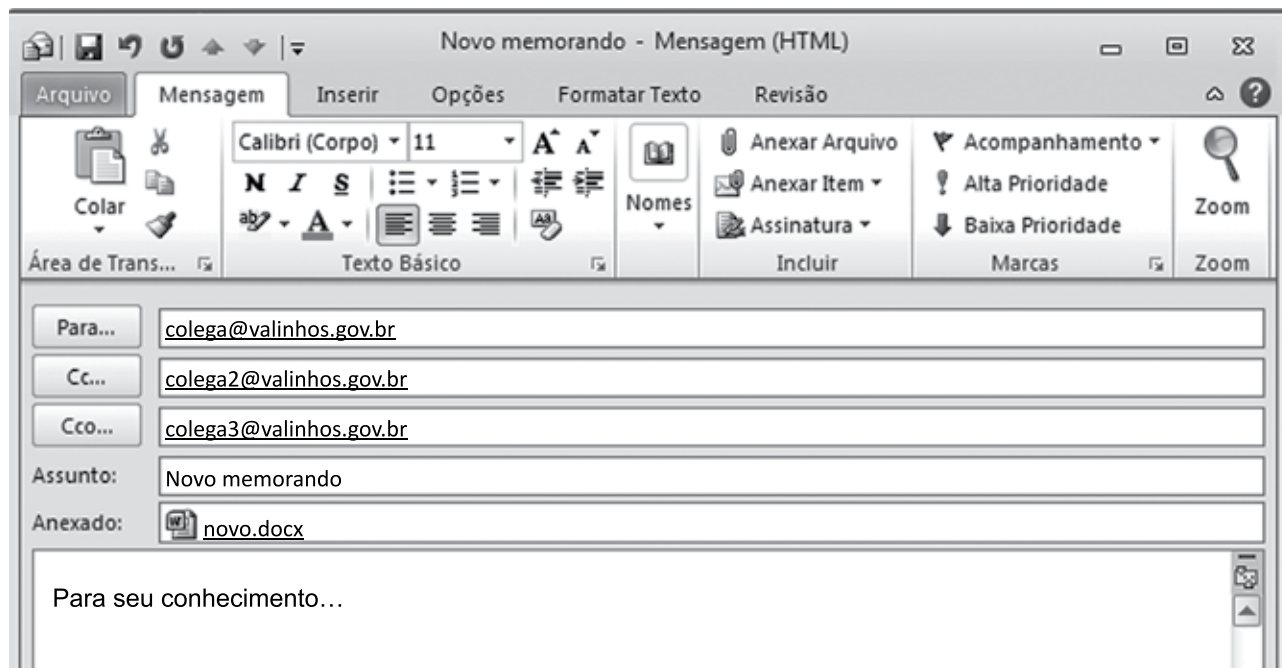 Novo memorando - Mensagem (HTML)
Arquivo Mensagem Inserir Opções Formatar Texto Revisão
Calibri (Corpo) 11 A A Anexar Arquivo Acompanhamento
N I S Anexar Item Alta Prioridade
Colar Nomes Zoom
ab A Assinatura Baixa Prioridade
Área de Trans... Texto Básico Incluir Marcas Zoom
Para... colega@valinhos.gov.br
Cc... colega2@valinhos.gov.br
Cco... colega3@valinhos.gov.br
Assunto: Novo memorando
Anexado: novo.docx
Para seu conhecimento…